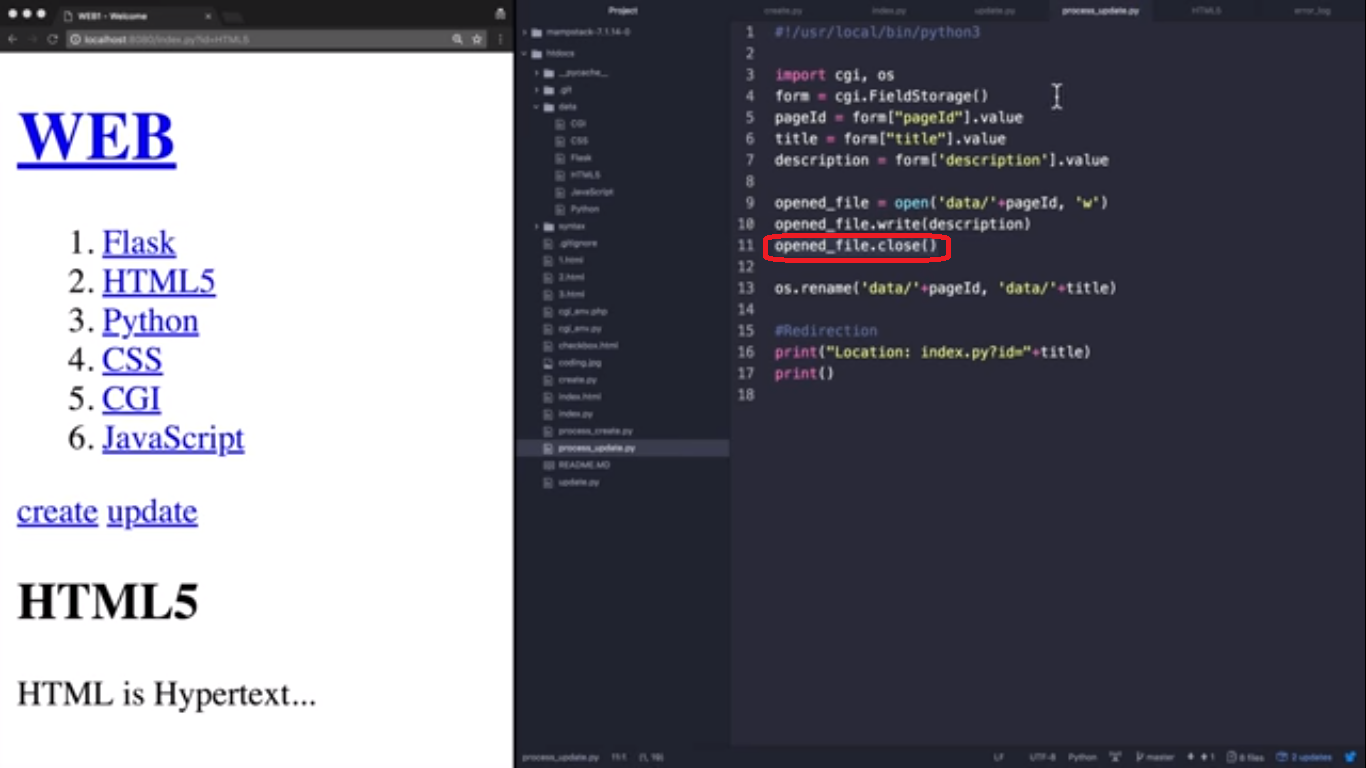 WEB1 - Welcome
localhost:8080/index.py?id=HTML5
WEB
1. Flask
2. HTML5
3. Python
4. CSS
5. CGI
6. JavaScript
create update
HTML5
HTML is Hypertext...
Project
mampstack-7.1.14-0
htdocs
__pycache__
.git
data
CGI
CSS
Flask
HTML5
JavaScript
Python
syntax
.gitignore
1.html
2.html
3.html
cgi_env.php
cgi_env.py
checkbox.html
coding.jpg
create.py
index.html
index.py
process_create.py
process_update.py
README.MD
update.py
create.py index.py update.py process_update.py HTML5 error_log
1 #!/usr/local/bin/python3
2
3 import cgi, os
4 form = cgi.FieldStorage()
5 pageId = form["pageId"].value
6 title = form["title"].value
7 description = form['description'].value
8
9 opened_file = open('data/'+pageId, 'w')
10 opened_file.write(description)
11 opened_file.close()
12
13 os.rename('data/'+pageId, 'data/'+title)
14
15 #Redirection
16 print("Location: index.py?id="+title)
17 print()
18
process_update.py 11:1 (1, 19) LF UTF-8 Python master 1 8 files 2 updates